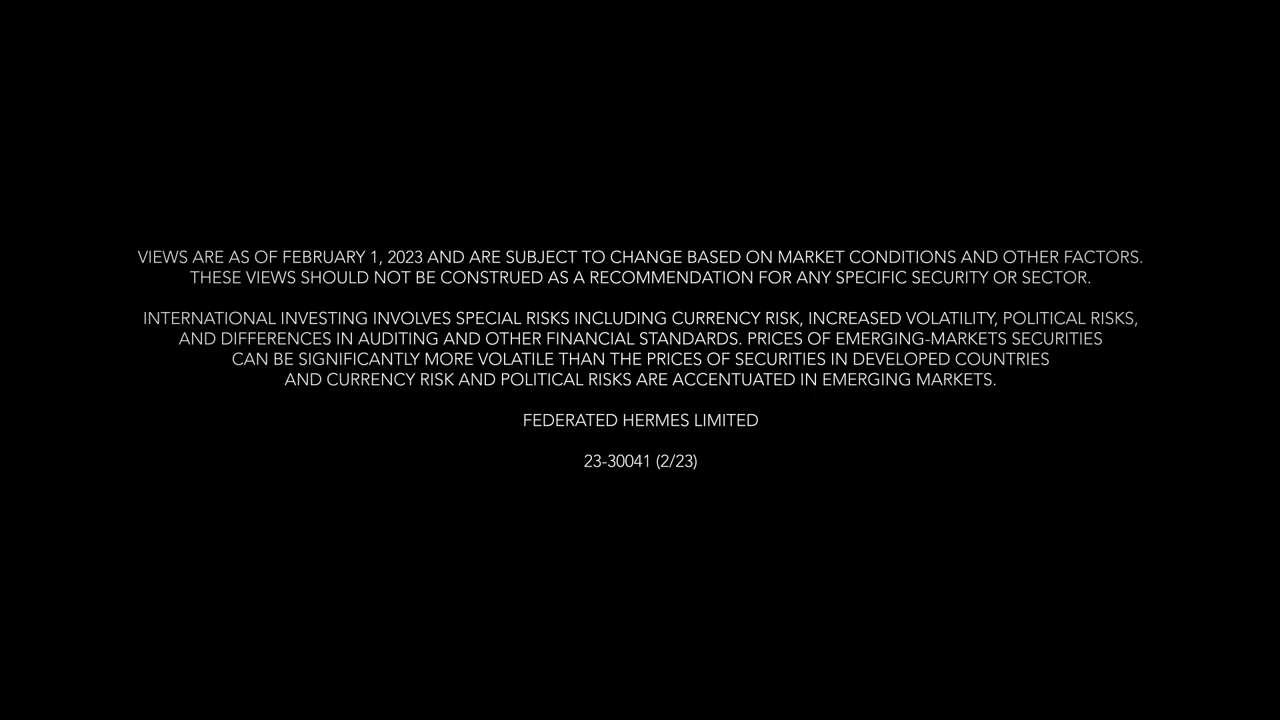 VIEWS ARE AS OF FEBRUARY 1, 2023 AND ARE SUBJECT TO CHANGE BASED ON MARKET CONDITIONS AND OTHER FACTORS.
THESE VIEWS SHOULD NOT BE CONSTRUED AS A RECOMMENDATION FOR ANY SPECIFIC SECURITY OR SECTOR.
INTERNATIONAL INVESTING INVOLVES SPECIAL RISKS INCLUDING CURRENCY RISK, INCREASED VOLATILITY, POLITICAL RISKS,
AND DIFFERENCES IN AUDITING AND OTHER FINANCIAL STANDARDS. PRICES OF EMERGING-MARKETS SECURITIES
CAN BE SIGNIFICANTLY MORE VOLATILE THAN THE PRICES OF SECURITIES IN DEVELOPED COUNTRIES
AND CURRENCY RISK AND POLITICAL RISKS ARE ACCENTUATED IN EMERGING MARKETS.
FEDERATED HERMES LIMITED
23-30041 (2/23)